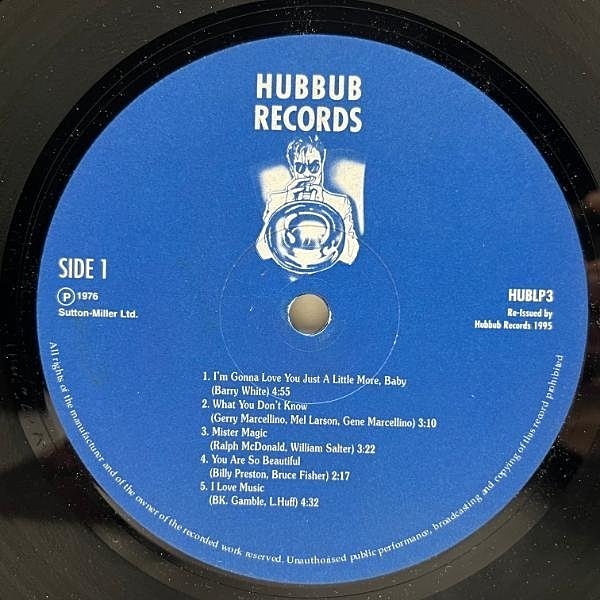 HUBBUB
RECORDS
SIDE 1
℗ 1976
Sutton-Miller Ltd.
HUBLP3
Re-Issued by
Hubbub Records 1995
1. I'm Gonna Love You Just A Little More, Baby
(Barry White) 4:55
2. What You Don't Know
(Gerry Marcellino, Mel Larson, Gene Marcellino) 3:10
3. Mister Magic
(Ralph McDonald, William Salter) 3:22
4. You Are So Beautiful
(Billy Preston, Bruce Fisher) 2:17
5. I Love Music
(BK. Gamble, L.Huff) 4:32
All rights of the manufacturer and of the owner of the recorded work reserved. Unauthorised public performance, broadcasting and copying of this record prohibited